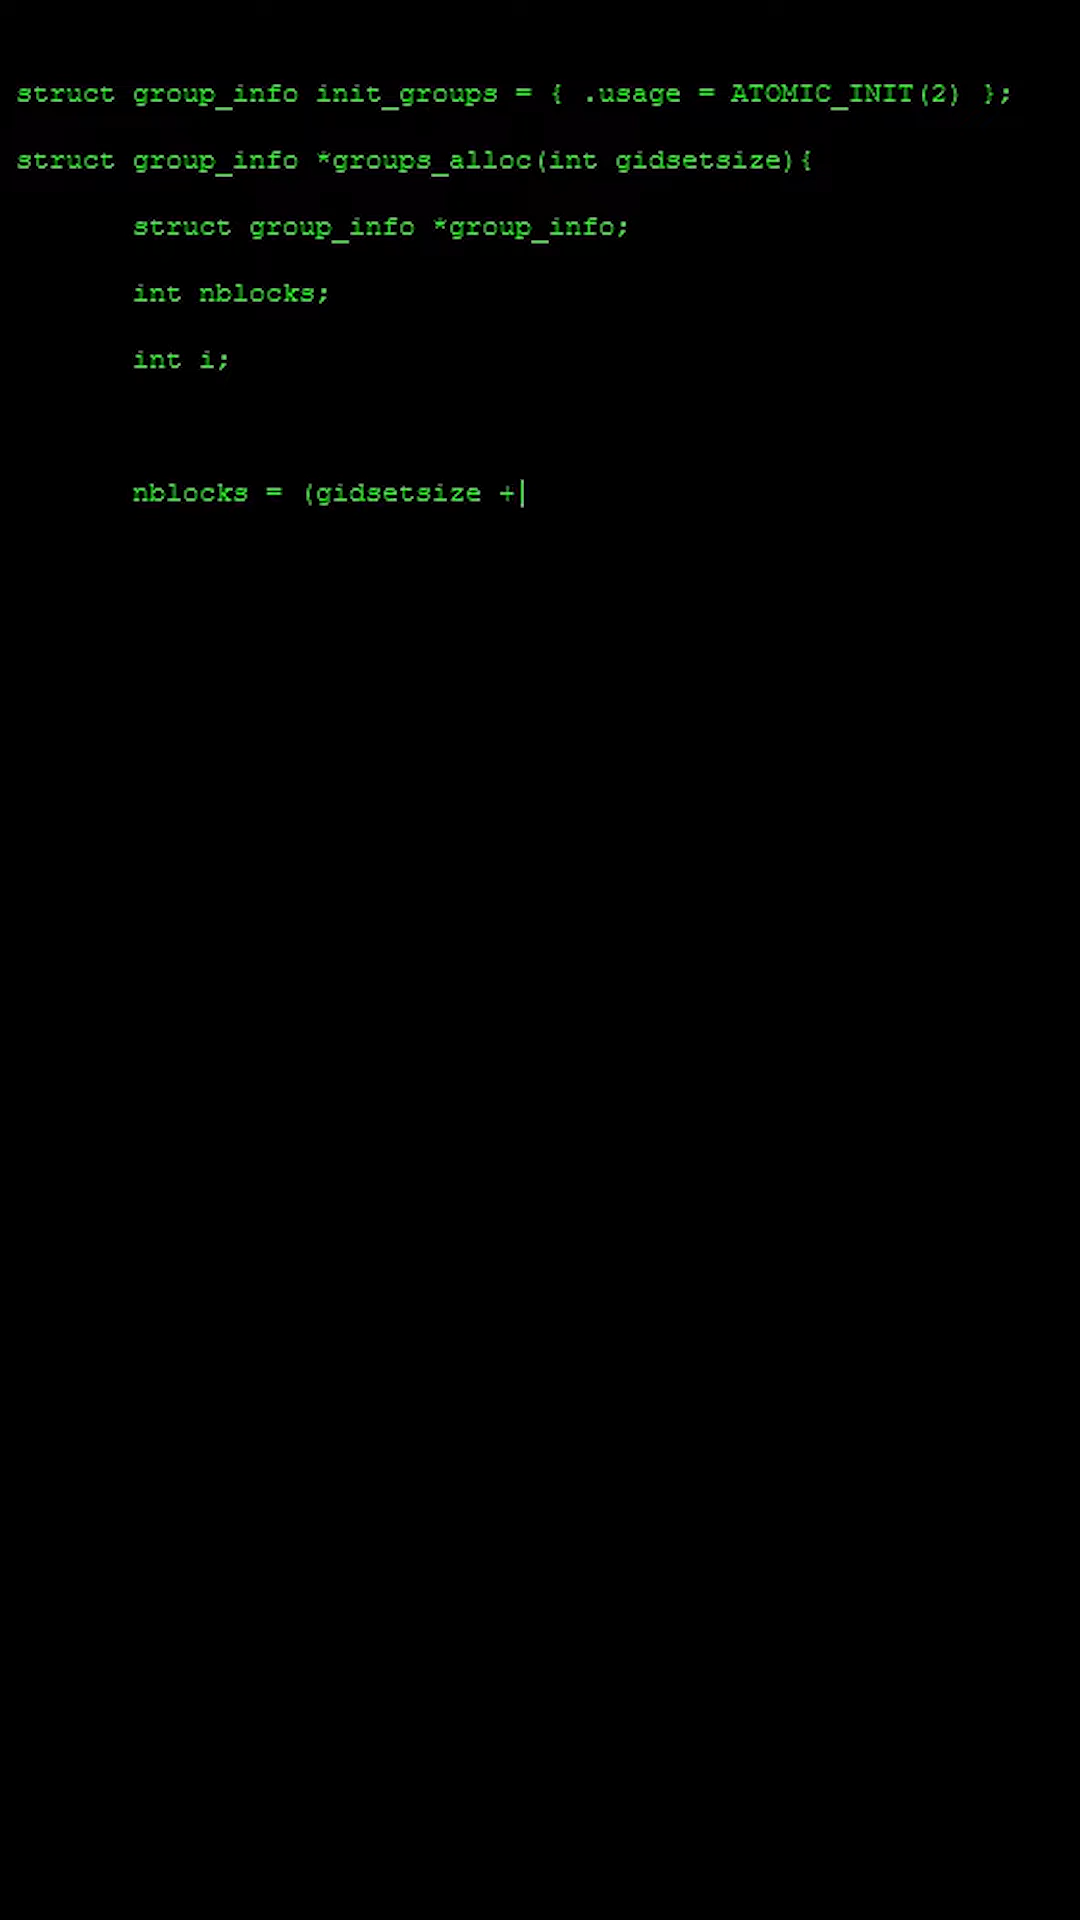 struct group_info init_groups = { .usage = ATOMIC_INIT(2) };
struct group_info *groups_alloc(int gidsetsize){
struct group_info *group_info;
int nblocks;
int i;
nblocks = (gidsetsize +|